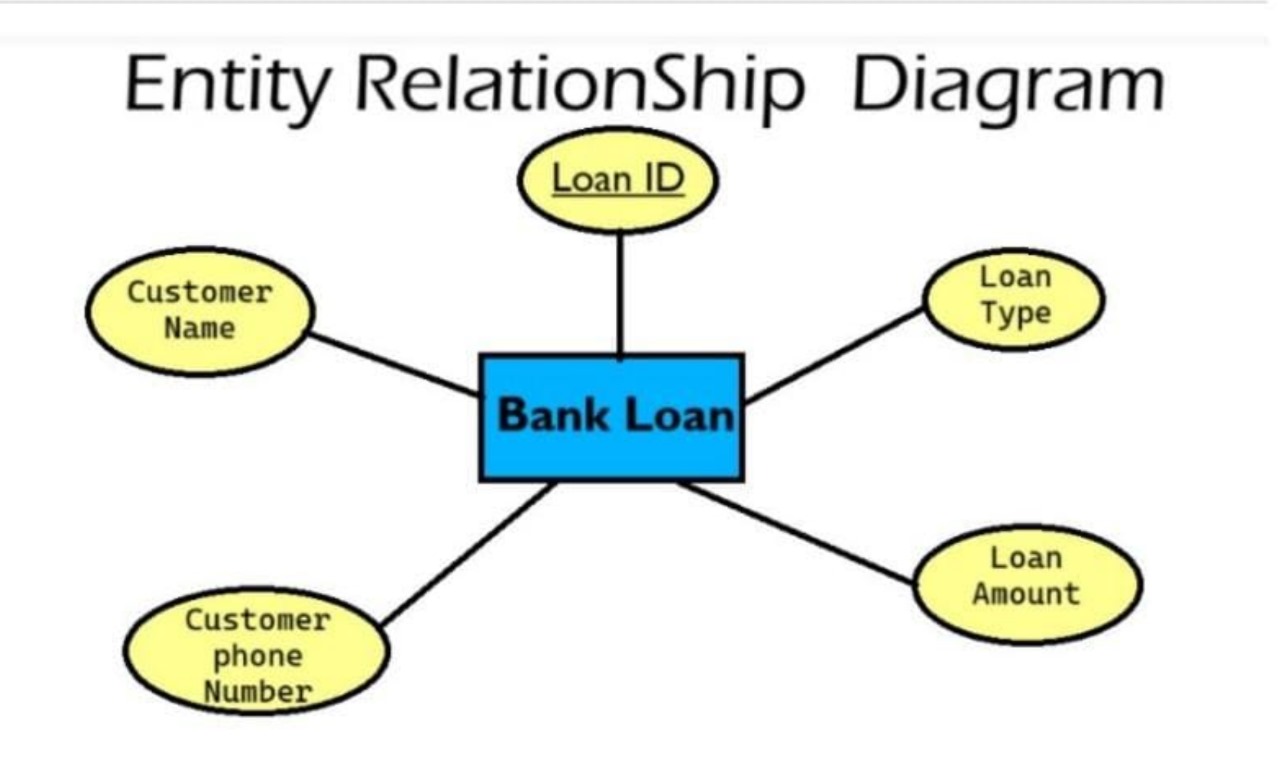 Entity RelationShip Diagram
Loan ID
Customer
Name
Loan
Type
Bank Loan
Loan
Amount
Customer
phone
Number